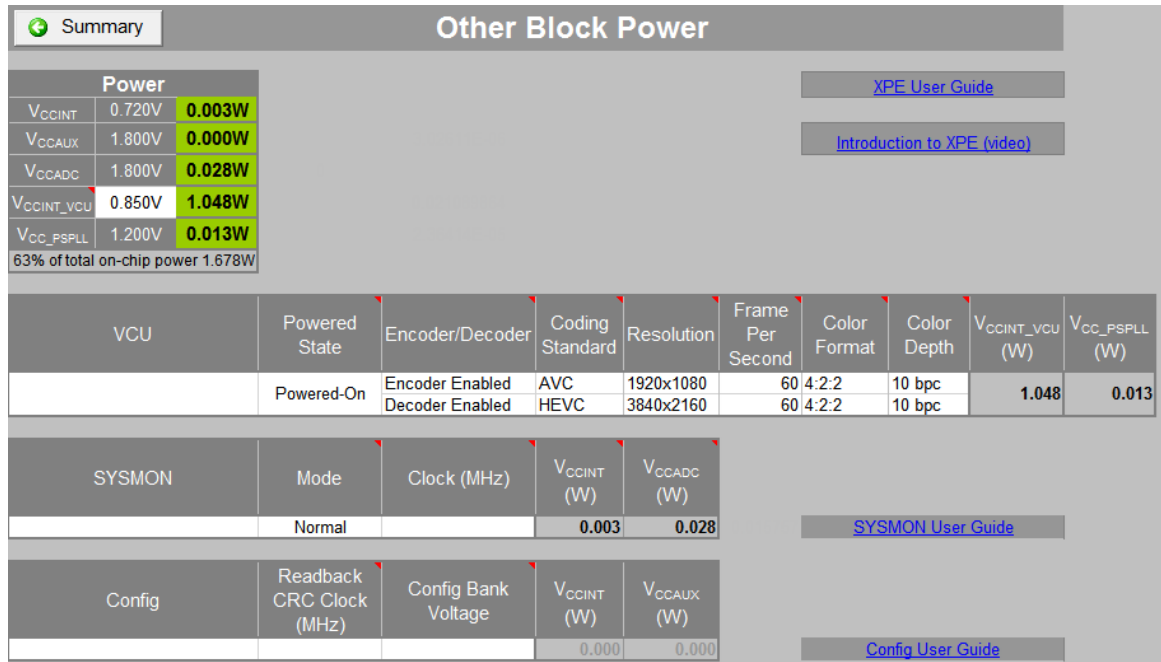 Summary
Other Block Power
Power
VCCINT 0.720V 0.003W
VCCAUX 1.800V 0.000W
VCCADC 1.800V 0.028W
VCCINT_VCU 0.850V 1.048W
VCC_PSPLL 1.200V 0.013W
63% of total on-chip power 1.678W
XPE User Guide
Introduction to XPE (video)
VCU Powered State Encoder/Decoder Coding Standard Resolution Frame Per Second Color Format Color Depth VCCINT_VCU (W) VCC_PSPLL (W)
Powered-On Encoder Enabled AVC 1920x1080 60 4:2:2 10 bpc 1.048 0.013
Decoder Enabled HEVC 3840x2160 60 4:2:2 10 bpc
SYSMON Mode Clock (MHz) VCCINT (W) VCCADC (W)
Normal 0.003 0.028
SYSMON User Guide
Config Readback CRC Clock (MHz) Config Bank Voltage VCCINT (W) VCCAUX (W)
0.000 0.000
Config User Guide